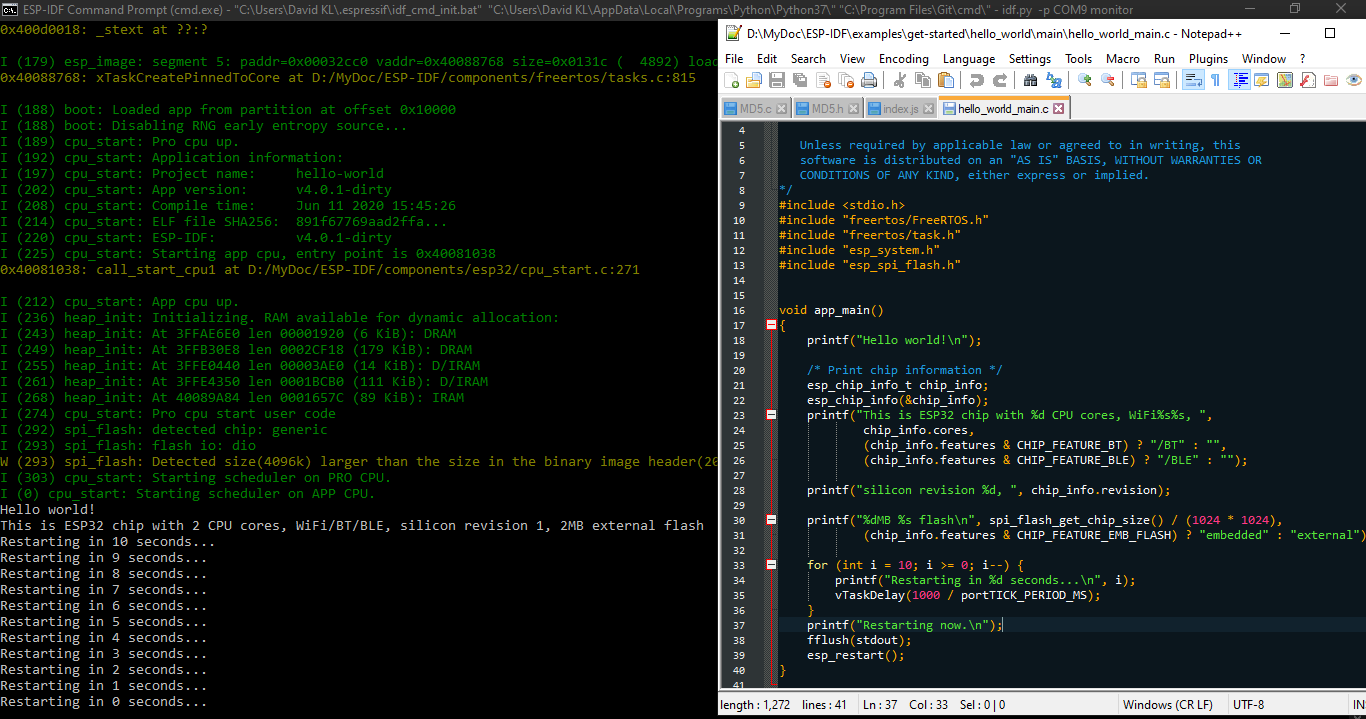 ESP-IDF Command Prompt (cmd.exe) - "C:\Users\David KL\.espressif\idf_cmd_init.bat" "C:\Users\David KL\AppData\Local\Programs\Python\Python37\" "C:\Program Files\Git\cmd\" - idf.py -p COM9 monitor
0x400d0018: _stext at ??:?
I (179) esp_image: segment 5: paddr=0x00032cc0 vaddr=0x40088768 size=0x0131c (  4892) load
0x40088768: xTaskCreatePinnedToCore at D:/MyDoc/ESP-IDF/components/freertos/tasks.c:815
I (188) boot: Loaded app from partition at offset 0x10000
I (188) boot: Disabling RNG early entropy source...
I (189) cpu_start: Pro cpu up.
I (192) cpu_start: Application information:
I (197) cpu_start: Project name:     hello-world
I (202) cpu_start: App version:      v4.0.1-dirty
I (208) cpu_start: Compile time:     Jun 11 2020 15:45:26
I (214) cpu_start: ELF file SHA256:  891f67769aad2ffa...
I (220) cpu_start: ESP-IDF:          v4.0.1-dirty
I (225) cpu_start: Starting app cpu, entry point is 0x40081038
0x40081038: call_start_cpu1 at D:/MyDoc/ESP-IDF/components/esp32/cpu_start.c:271
I (212) cpu_start: App cpu up.
I (236) heap_init: Initializing. RAM available for dynamic allocation:
I (243) heap_init: At 3FFAE6E0 len 00001920 (6 KiB): DRAM
I (249) heap_init: At 3FFB30E8 len 0002CF18 (179 KiB): DRAM
I (255) heap_init: At 3FFE0440 len 00003AE0 (14 KiB): D/IRAM
I (261) heap_init: At 3FFE4350 len 0001BCB0 (111 KiB): D/IRAM
I (268) heap_init: At 40089A84 len 0001657C (89 KiB): IRAM
I (274) cpu_start: Pro cpu start user code
I (292) spi_flash: detected chip: generic
I (293) spi_flash: flash io: dio
W (293) spi_flash: Detected size(4096k) larger than the size in the binary image header(20
I (303) cpu_start: Starting scheduler on PRO CPU.
I (0) cpu_start: Starting scheduler on APP CPU.
Hello world!
This is ESP32 chip with 2 CPU cores, WiFi/BT/BLE, silicon revision 1, 2MB external flash
Restarting in 10 seconds...
Restarting in 9 seconds...
Restarting in 8 seconds...
Restarting in 7 seconds...
Restarting in 6 seconds...
Restarting in 5 seconds...
Restarting in 4 seconds...
Restarting in 3 seconds...
Restarting in 2 seconds...
Restarting in 1 seconds...
Restarting in 0 seconds...
D:\MyDoc\ESP-IDF\examples\get-started\hello_world\main\hello_world_main.c - Notepad++
File Edit Search View Encoding Language Settings Tools Macro Run Plugins Window ?
MD5.c MD5.h index.js hello_world_main.c
4
5 Unless required by applicable law or agreed to in writing, this
6 software is distributed on an "AS IS" BASIS, WITHOUT WARRANTIES OR
7 CONDITIONS OF ANY KIND, either express or implied.
8 */
9 #include <stdio.h>
10 #include "freertos/FreeRTOS.h"
11 #include "freertos/task.h"
12 #include "esp_system.h"
13 #include "esp_spi_flash.h"
14
15
16 void app_main()
17 {
18     printf("Hello world!\n");
19
20     /* Print chip information */
21     esp_chip_info_t chip_info;
22     esp_chip_info(&chip_info);
23     printf("This is ESP32 chip with %d CPU cores, WiFi%s%s, ",
24             chip_info.cores,
25             (chip_info.features & CHIP_FEATURE_BT) ? "/BT" : "",
26             (chip_info.features & CHIP_FEATURE_BLE) ? "/BLE" : "");
27
28     printf("silicon revision %d, ", chip_info.revision);
29
30     printf("%dMB %s flash\n", spi_flash_get_chip_size() / (1024 * 1024),
31             (chip_info.features & CHIP_FEATURE_EMB_FLASH) ? "embedded" : "external")
32
33     for (int i = 10; i >= 0; i--) {
34         printf("Restarting in %d seconds...\n", i);
35         vTaskDelay(1000 / portTICK_PERIOD_MS);
36     }
37     printf("Restarting now.\n");
38     fflush(stdout);
39     esp_restart();
40 }
41
length : 1,272 lines : 41 Ln : 37 Col : 33 Sel : 0 | 0 Windows (CR LF) UTF-8 IN